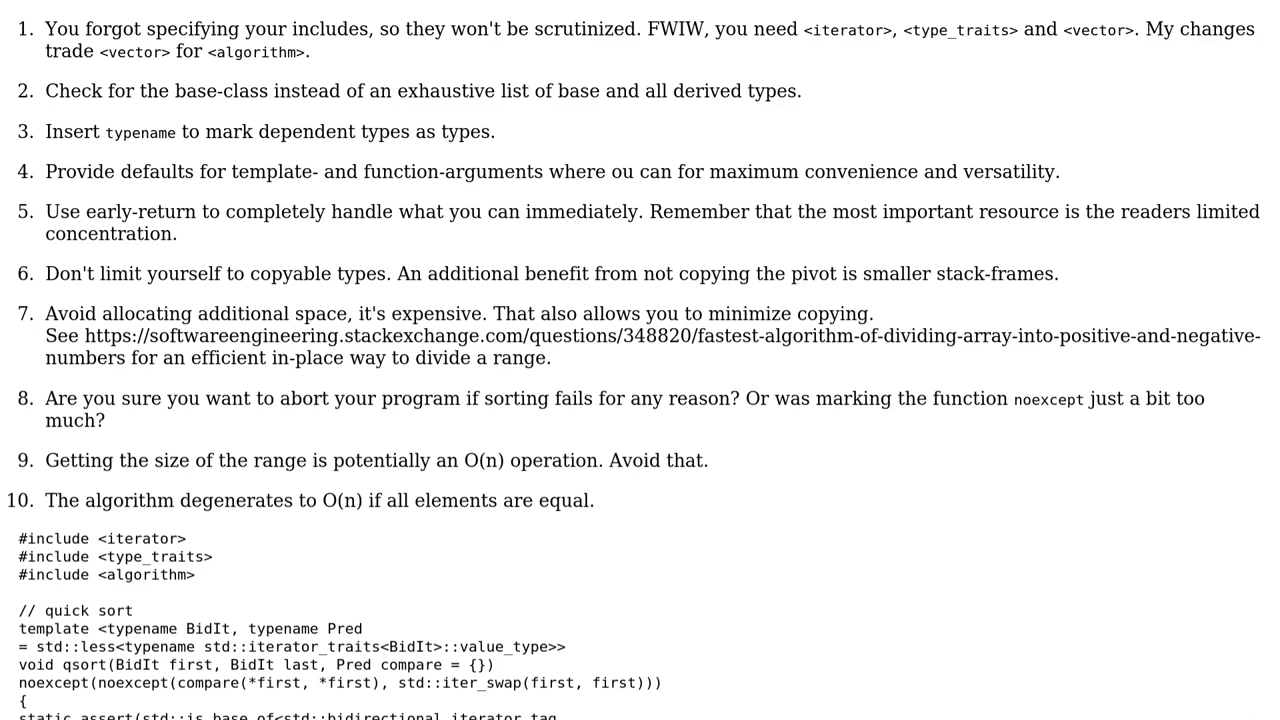 1. You forgot specifying your includes, so they won't be scrutinized. FWIW, you need <iterator>, <type_traits> and <vector>. My changes
trade <vector> for <algorithm>.
2. Check for the base-class instead of an exhaustive list of base and all derived types.
3. Insert typename to mark dependent types as types.
4. Provide defaults for template- and function-arguments where ou can for maximum convenience and versatility.
5. Use early-return to completely handle what you can immediately. Remember that the most important resource is the readers limited
concentration.
6. Don't limit yourself to copyable types. An additional benefit from not copying the pivot is smaller stack-frames.
7. Avoid allocating additional space, it's expensive. That also allows you to minimize copying.
See https://softwareengineering.stackexchange.com/questions/348820/fastest-algorithm-of-dividing-array-into-positive-and-negative-
numbers for an efficient in-place way to divide a range.
8. Are you sure you want to abort your program if sorting fails for any reason? Or was marking the function noexcept just a bit too
much?
9. Getting the size of the range is potentially an O(n) operation. Avoid that.
10. The algorithm degenerates to O(n) if all elements are equal.
#include <iterator>
#include <type_traits>
#include <algorithm>
// quick sort
template <typename BidIt, typename Pred
= std::less<typename std::iterator_traits<BidIt>::value_type>>
void qsort(BidIt first, BidIt last, Pred compare = {})
noexcept(noexcept(compare(*first, *first), std::iter_swap(first, first)))
{
static_assert(std::is_base_of<std::bidirectional_iterator_tag,